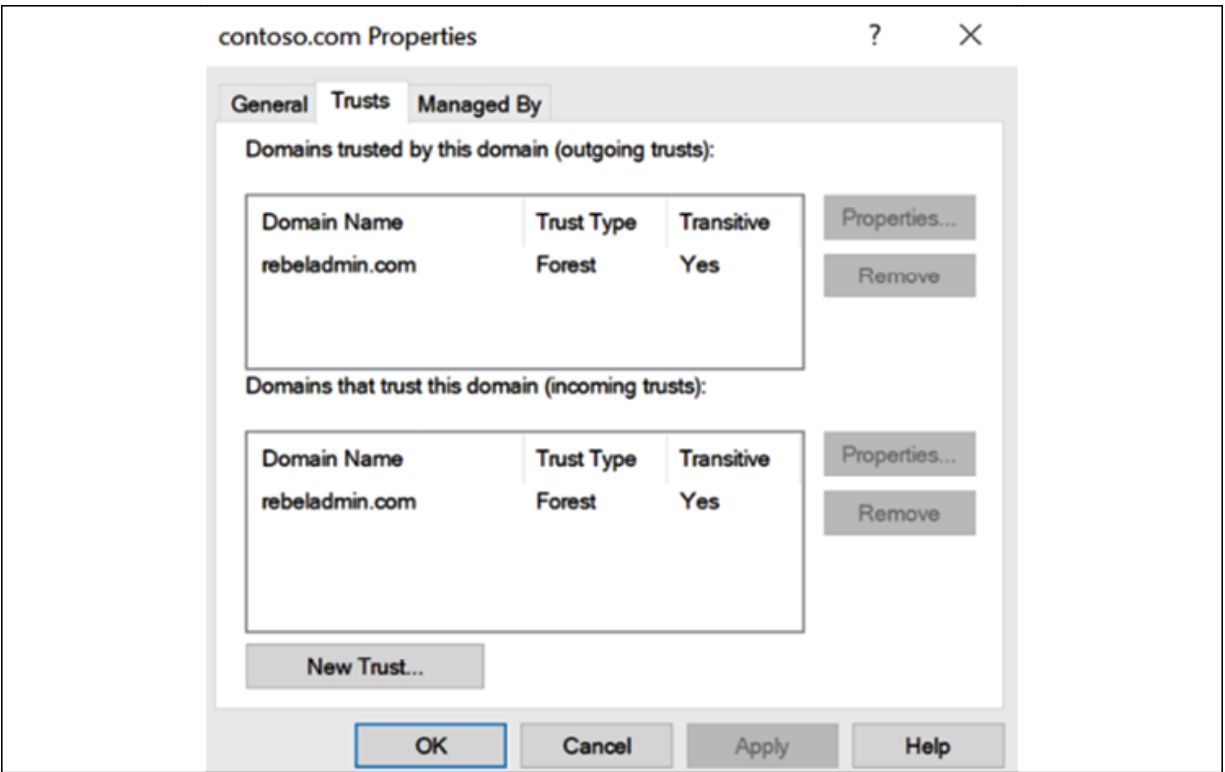 contoso.com Properties ?
General Trusts Managed By
Domains trusted by this domain (outgoing trusts):
Domain Name Trust Type Transitive Properties...
rebeladmin.com Forest Yes Remove
Domains that trust this domain (incoming trusts):
Domain Name Trust Type Transitive Properties...
rebeladmin.com Forest Yes Remove
New Trust...
OK Cancel Apply Help